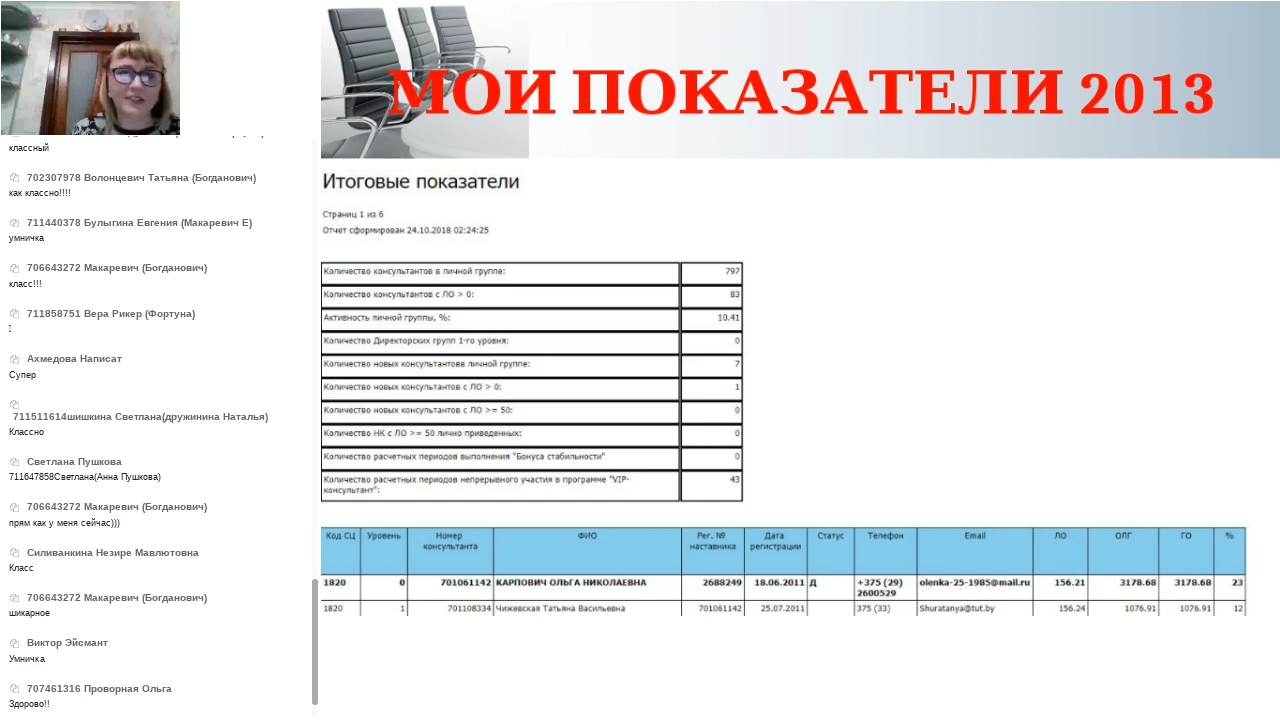 классный
702307978 Волонцевич Татьяна (Богданович)
как классно!!!!
711440378 Булыгина Евгения (Макаревич Е)
умничка
706643272 Макаревич (Богданович)
класс!!!
711858751 Вера Рикер (Фортуна)
Ахмедова Написат
Супер
711511614шишкина Светлана(дружинина Наталья)
Классно
Светлана Пушкова
711647858Светлана(Анна Пушкова)
706643272 Макаревич (Богданович)
прям как у меня сейчас)))
Силиванкина Незире Мавлютовна
Класс
706643272 Макаревич (Богданович)
шикарное
Виктор Эйсмант
Умничка
707461316 Проворная Ольга
Здорово!!
МОИ ПОКАЗАТЕЛИ 2013
Итоговые показатели
Страниц 1 из 6
Отчет сформирован 24.10.2018 02:24:25
Количество консультантов в личной группе: 797
Количество консультантов с ЛО > 0: 83
Активность личной группы, %: 10.41
Количество Директорских групп 1-го уровня: 0
Количество новых консультантовв личной группе: 7
Количество новых консультантов с ЛО > 0: 1
Количество новых консультантов с ЛО >= 50: 0
Количество НК с ЛО >= 50 лично приведенных: 0
Количество расчетных периодов выполнения "Бонуса стабильности" 0
Количество расчетных периодов непрерывного участия в программе "VIP- 43
консультант":
Код СЦ Уровень Номер ФИО Рег. № Дата Статус Телефон Email ЛО ОЛГ ГО %
консультанта наставника регистрации
1820 0 701061142 КАРПОВИЧ ОЛЬГА НИКОЛАЕВНА 2688249 18.06.2011 Д +375 (29) olenka-25-1985@mail.ru 156.21 3178.68 3178.68 23
2600529
1820 1 701108334 Чижевская Татьяна Васильевна 701061142 25.07.2011 375 (33) Shuratanya@tut.by 156.24 1076.91 1076.91 12